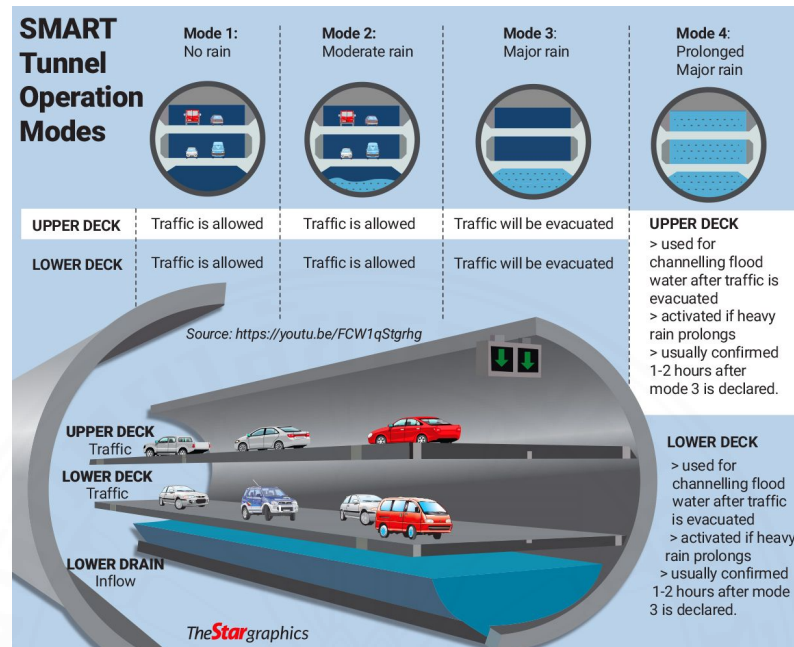 SMART
Tunnel
Operation
Modes
Mode 1:
No rain
Mode 2:
Moderate rain
Mode 3:
Major rain
Mode 4:
Prolonged
Major rain
UPPER DECK
Traffic is allowed
Traffic is allowed
Traffic will be evacuated
LOWER DECK
Traffic is allowed
Traffic is allowed
Traffic will be evacuated
UPPER DECK
> used for
channelling flood
water after traffic is
evacuated
> activated if heavy
rain prolongs
> usually confirmed
1-2 hours after
mode 3 is declared.
LOWER DECK
> used for
channelling flood
water after traffic
is evacuated
> activated if heavy
rain prolongs
> usually confirmed
1-2 hours after mode
3 is declared.
Source: https://youtu.be/FCW1qStgrhg
UPPER DECK
Traffic
LOWER DECK
Traffic
LOWER DRAIN
Inflow
TheStargraphics